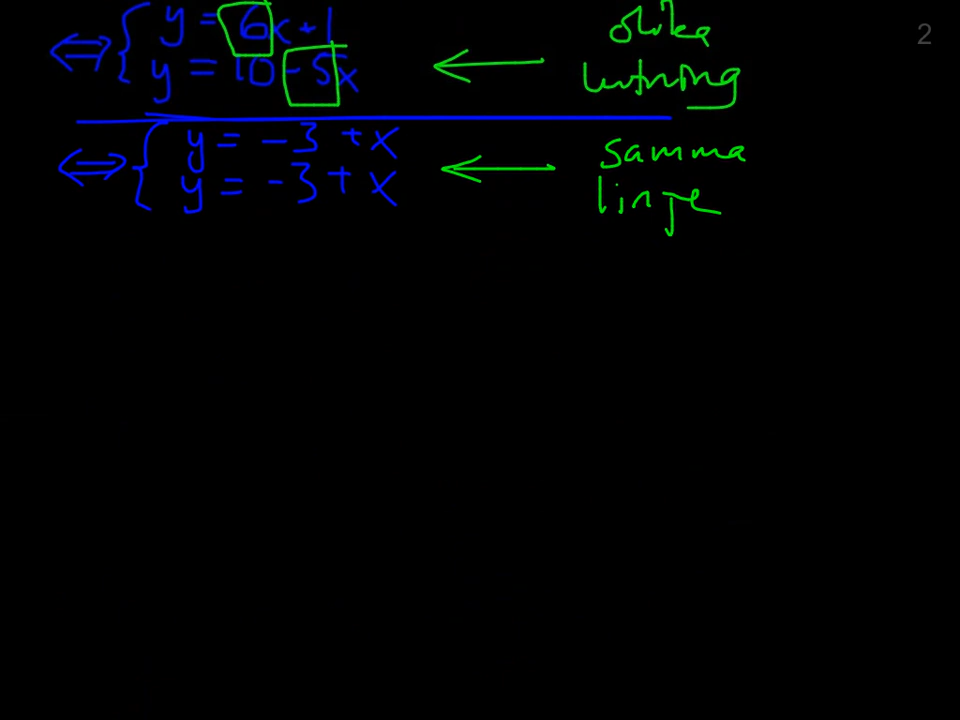 ⇔ { y = 6x + 1
y = 10 - 5x
olika
lutning
⇔ { y = -3 + x
y = -3 + x
samma
linje
2